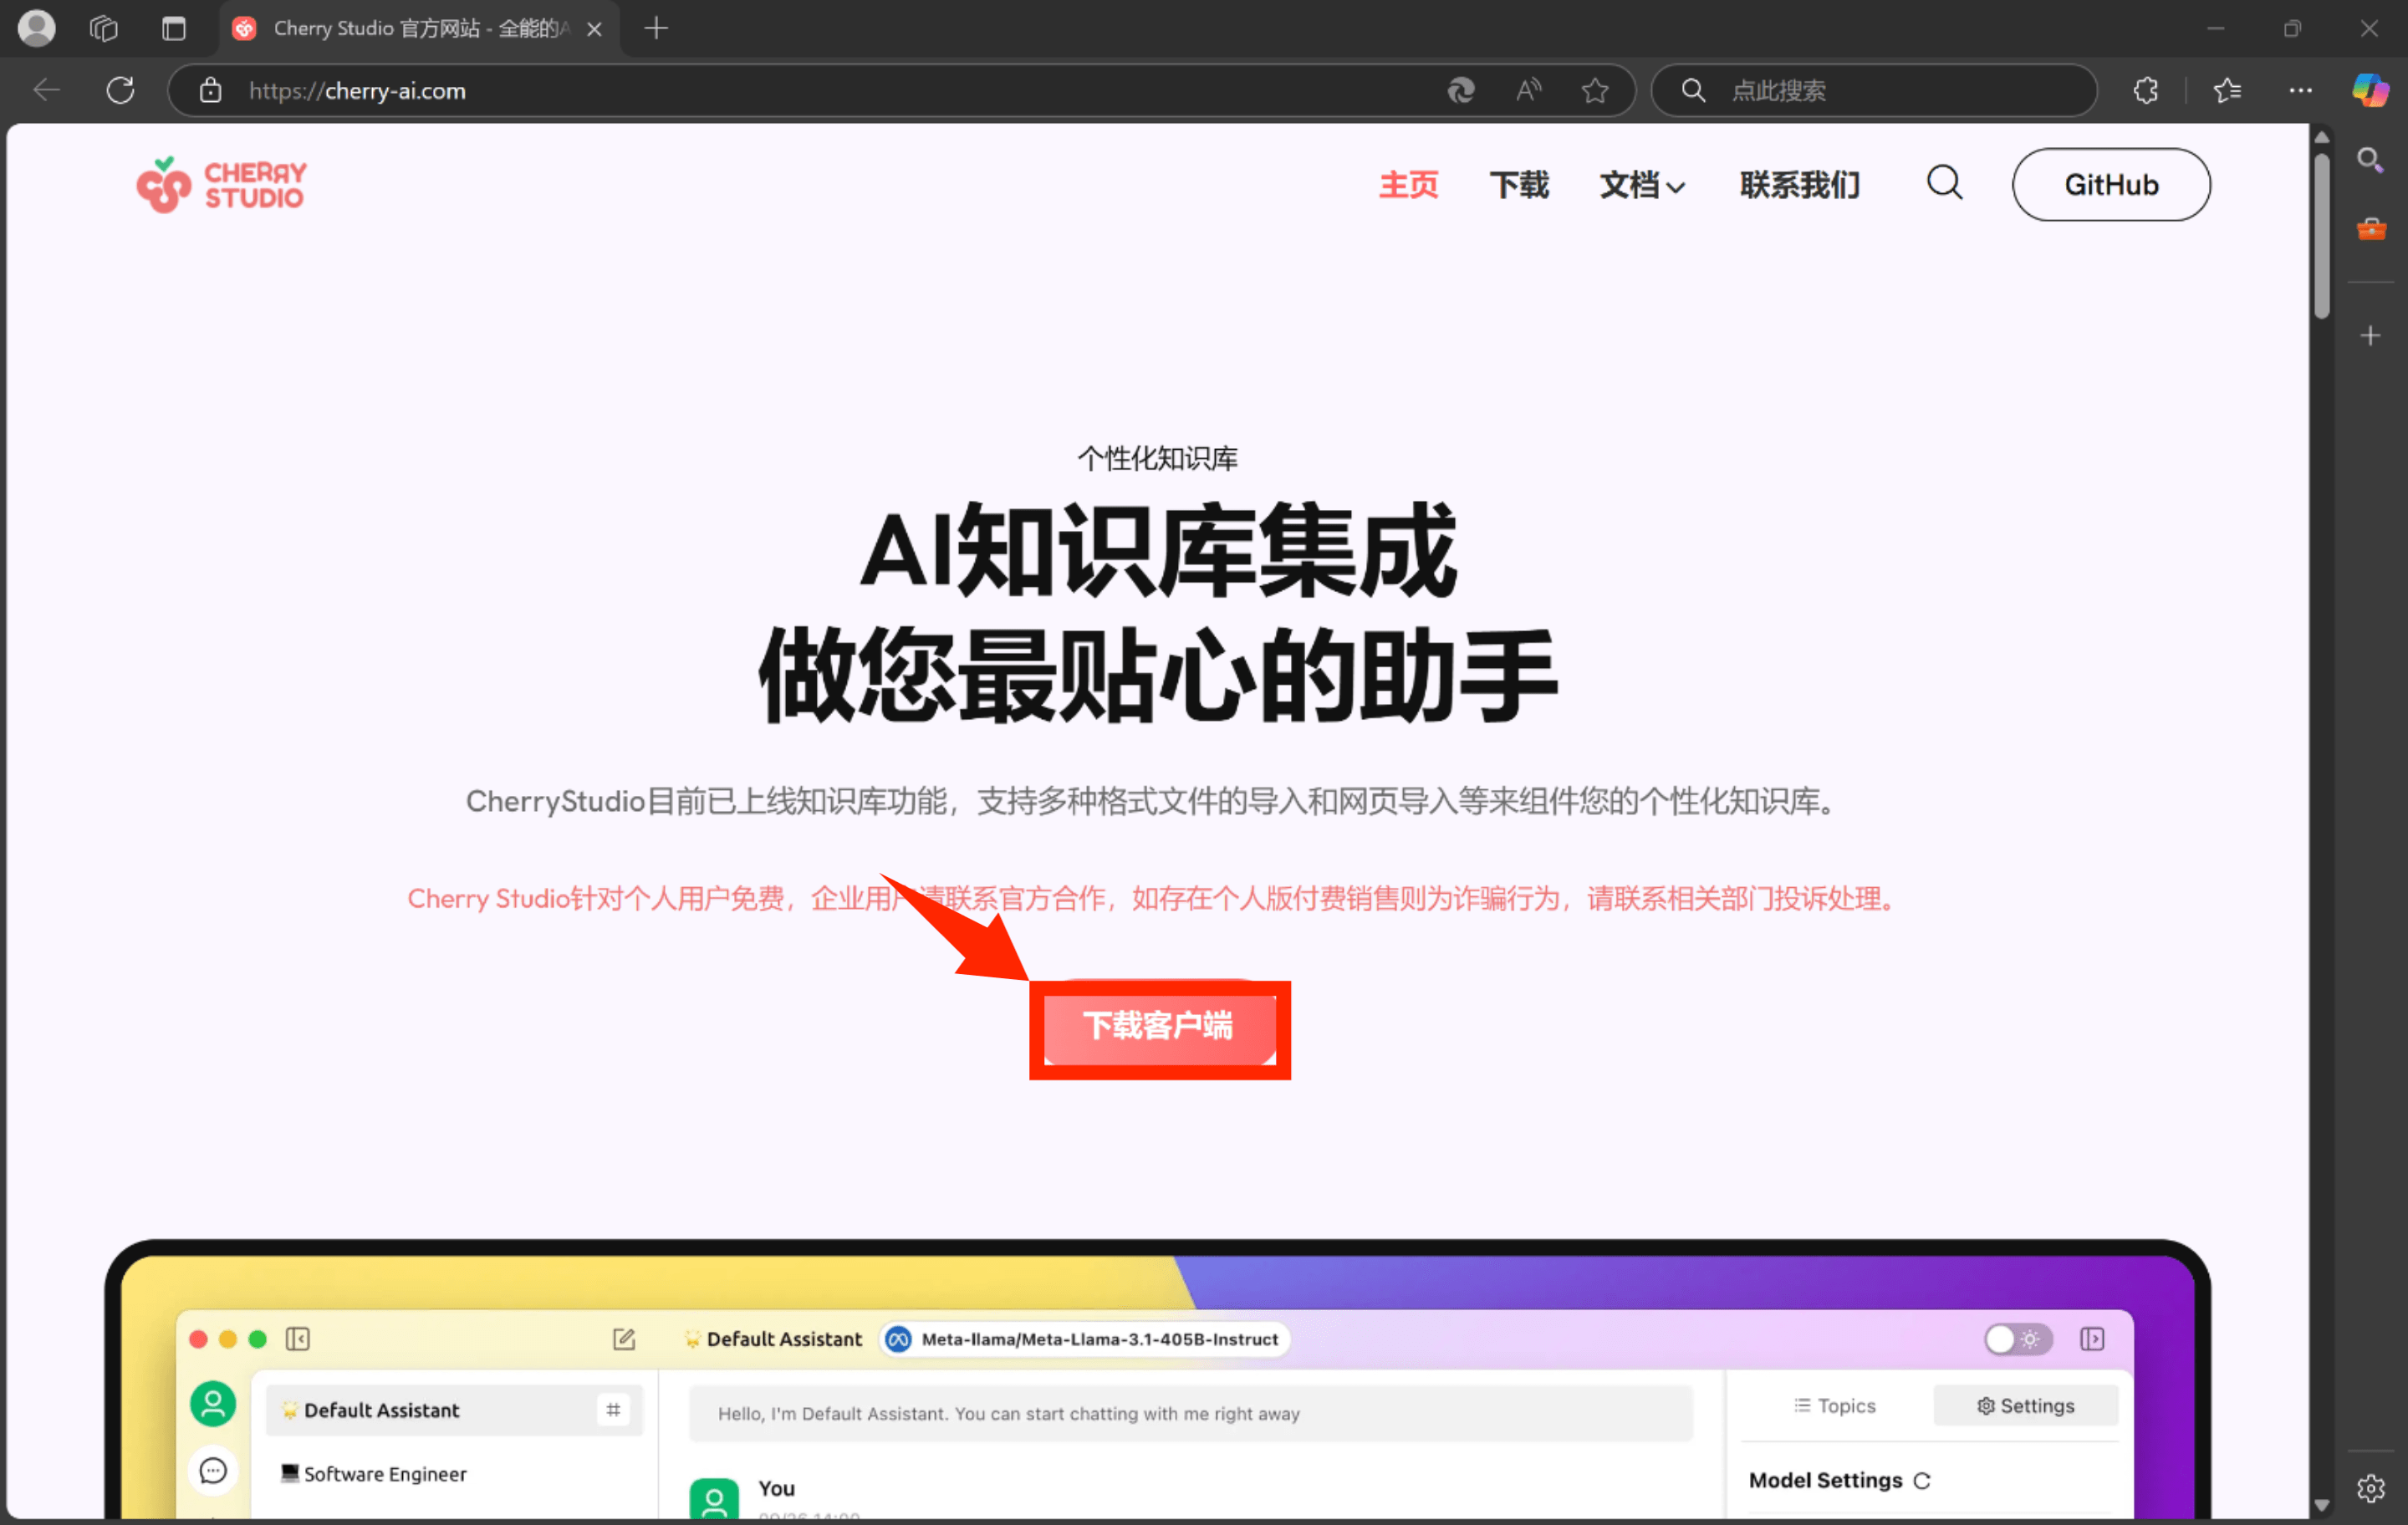 Cherry Studio 官方网站 - 全能的A
https://cherry-ai.com
点此搜索
CHERRY
STUDIO
主页
下载
文档
联系我们
GitHub
个性化知识库
AI知识库集成
做您最贴心的助手
CherryStudio目前已上线知识库功能，支持多种格式文件的导入和网页导入等来组件您的个性化知识库。
Cherry Studio针对个人用户免费，企业用户请联系官方合作，如存在个人版付费销售则为诈骗行为，请联系相关部门投诉处理。
下载客户端
Default Assistant
Meta-llama/Meta-Llama-3.1-405B-Instruct
Default Assistant
#
Hello, I'm Default Assistant. You can start chatting with me right away
Topics
Settings
Software Engineer
You
Model Settings